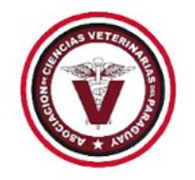 ASOCIACION DE CIENCIAS VETERINARIAS DEL PARAGUAY
V